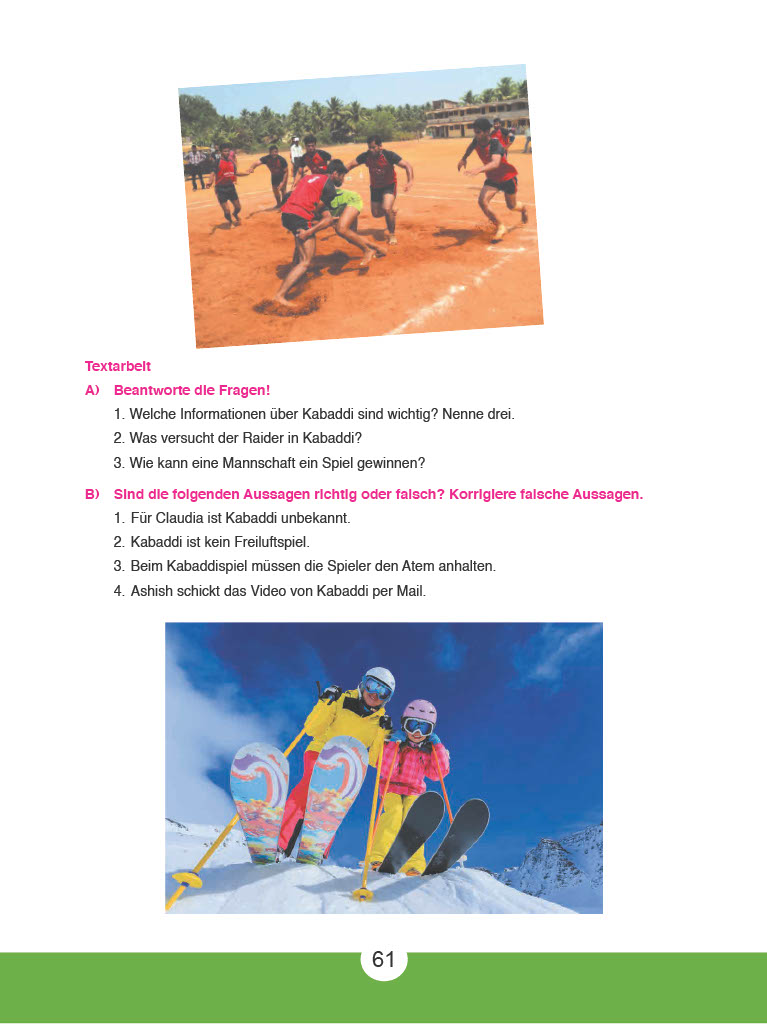 Textarbeit
A) Beantworte die Fragen!
1. Welche Informationen über Kabaddi sind wichtig? Nenne drei.
2. Was versucht der Raider in Kabaddi?
3. Wie kann eine Mannschaft ein Spiel gewinnen?
B) Sind die folgenden Aussagen richtig oder falsch? Korrigiere falsche Aussagen.
1. Für Claudia ist Kabaddi unbekannt.
2. Kabaddi ist kein Freiluftspiel.
3. Beim Kabaddispiel müssen die Spieler den Atem anhalten.
4. Ashish schickt das Video von Kabaddi per Mail.
61